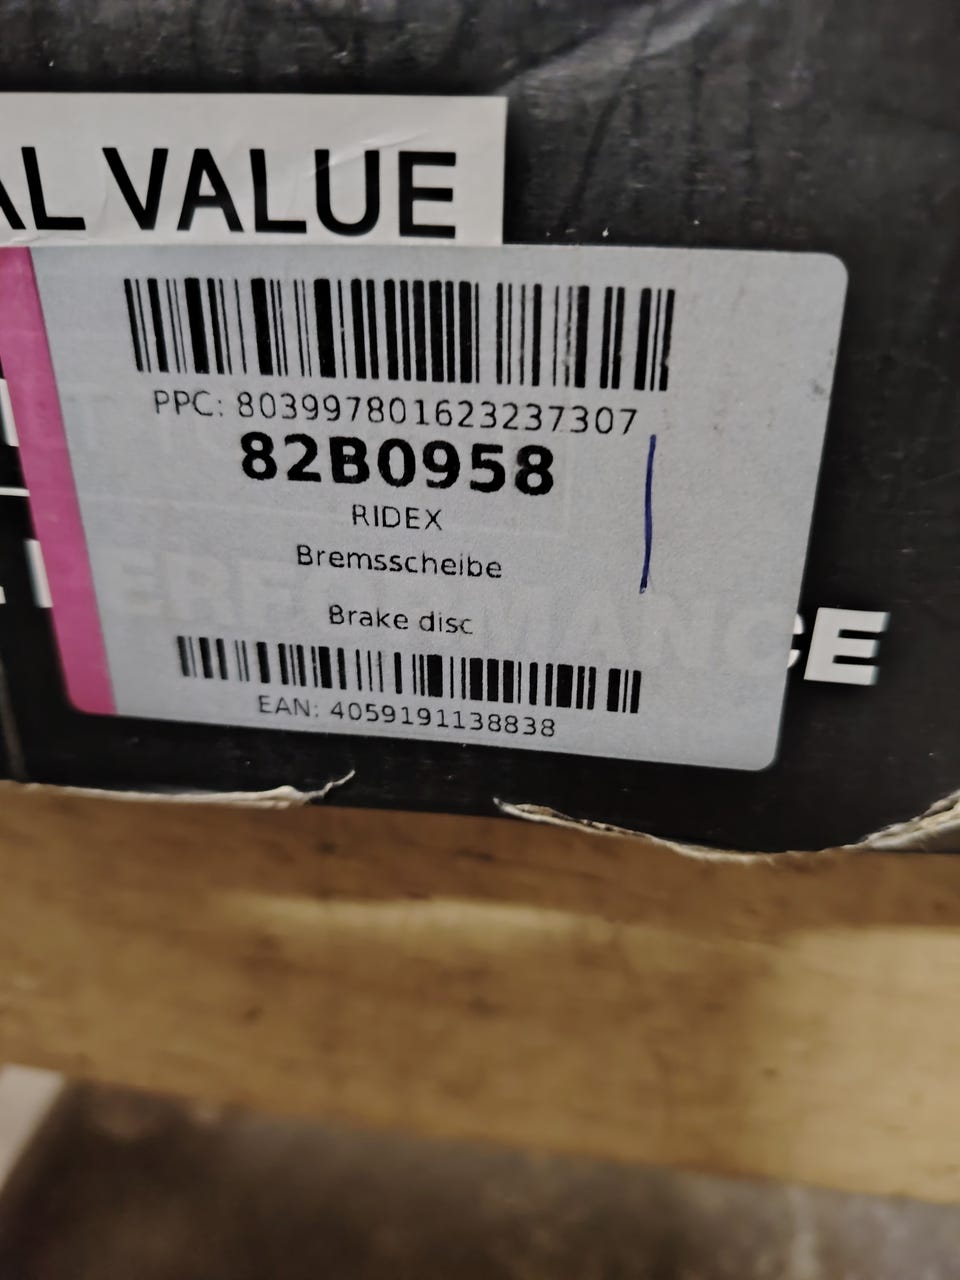 AL VALUE
PPC: 803997801623237307
82B0958
RIDEX
Bremsscheibe
Brake disc
EAN: 4059191138838